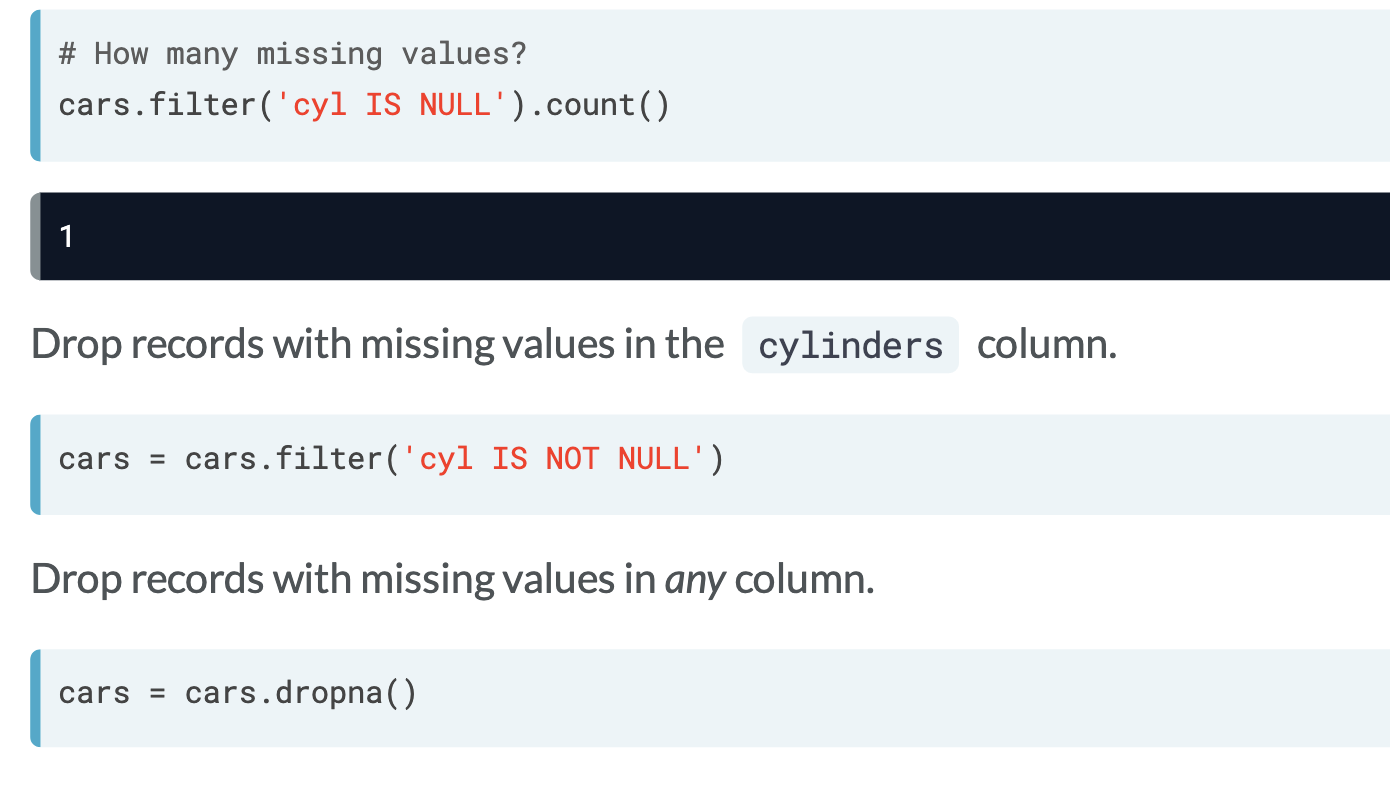 # How many missing values?
cars.filter('cyl IS NULL').count()
1
Drop records with missing values in the cylinders column.
cars = cars.filter('cyl IS NOT NULL')
Drop records with missing values in any column.
cars = cars.dropna()